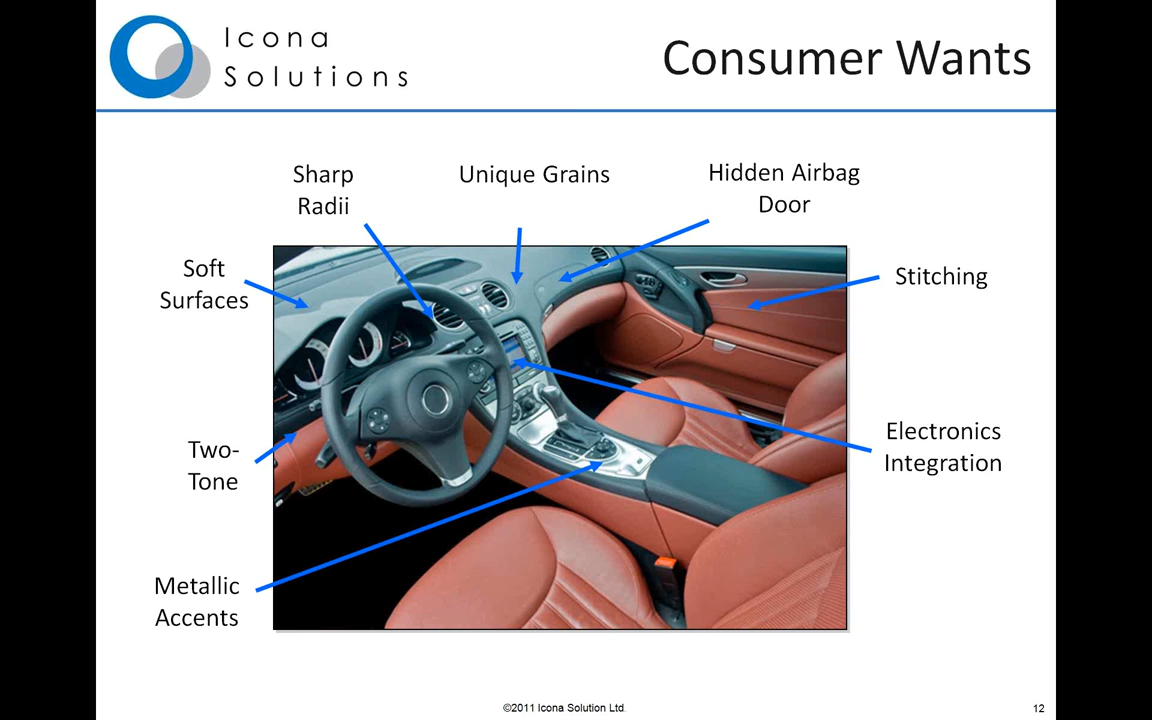 Icona
Solutions
Consumer Wants
Sharp
Radii
Unique Grains
Hidden Airbag
Door
Soft
Surfaces
Stitching
Two-
Tone
Electronics
Integration
Metallic
Accents
©2011 Icona Solution Ltd.
12